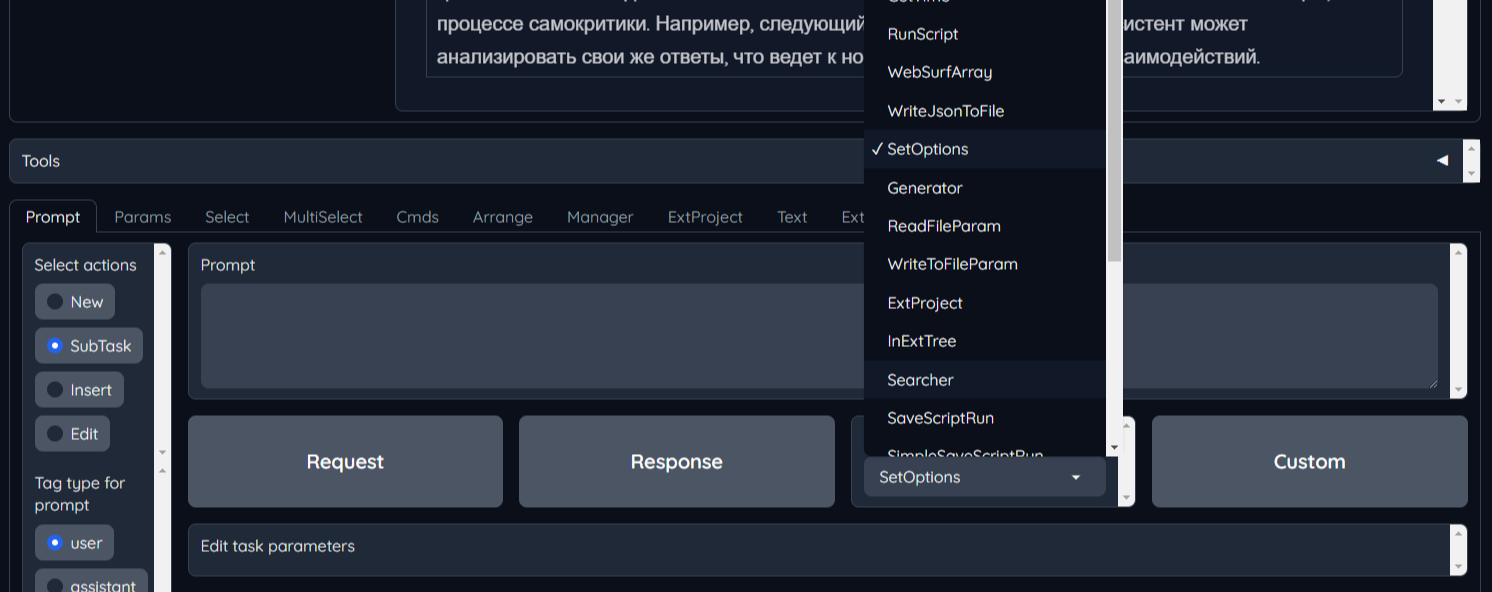 процессе самокритики. Например, следующий
истент может
анализировать свои же ответы, что ведет к но
аимодействий.
RunScript
WebSurfArray
WriteJsonToFile
✓ SetOptions
Generator
ReadFileParam
WriteToFileParam
ExtProject
InExtTree
Searcher
SaveScriptRun
SimpleSaveScriptRun
SetOptions
Tools
Prompt Params Select MultiSelect Cmds Arrange Manager ExtProject Text Ext
Select actions
New
SubTask
Insert
Edit
Tag type for
prompt
user
assistant
Prompt
Request
Response
Custom
Edit task parameters